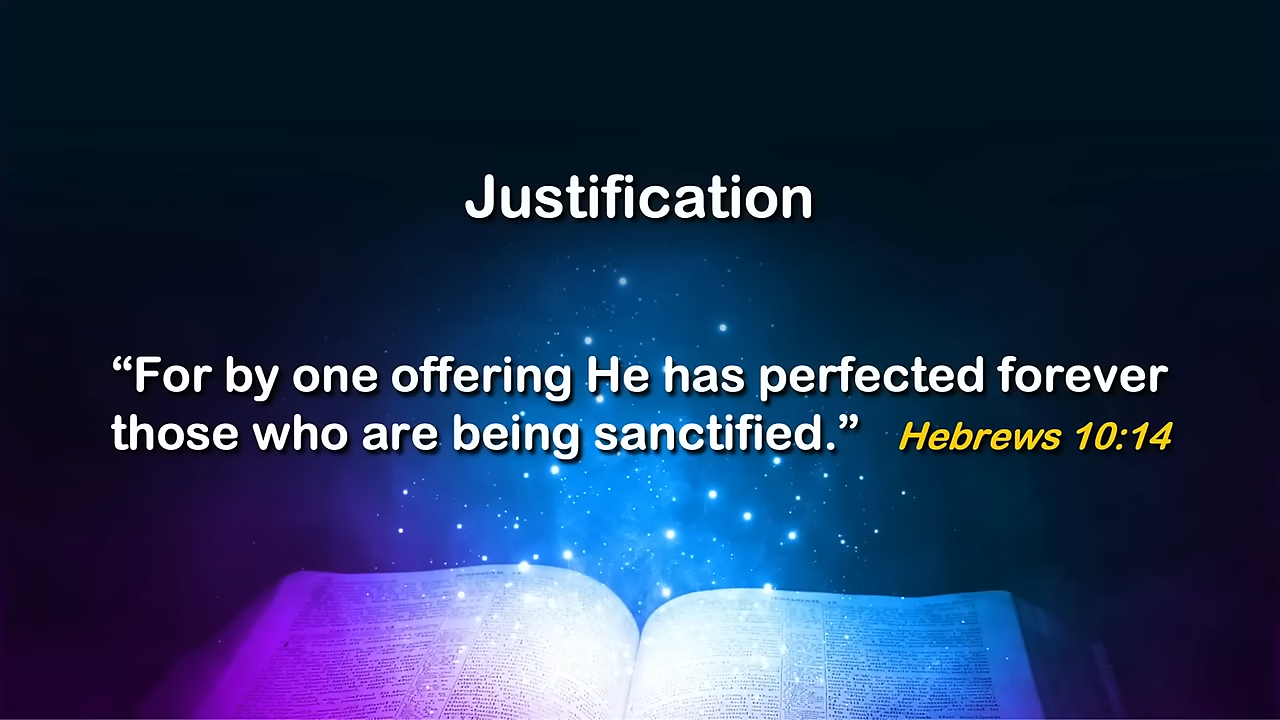 Justification
“For by one offering He has perfected forever
those who are being sanctified.” Hebrews 10:14